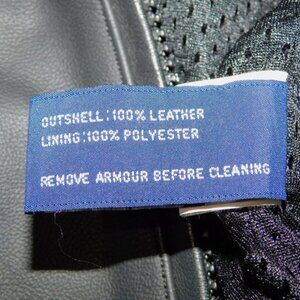 OUTSHELL:100% LEATHER
LINING:100% POLYESTER
REMOVE ARMOUR BEFORE CLEANING